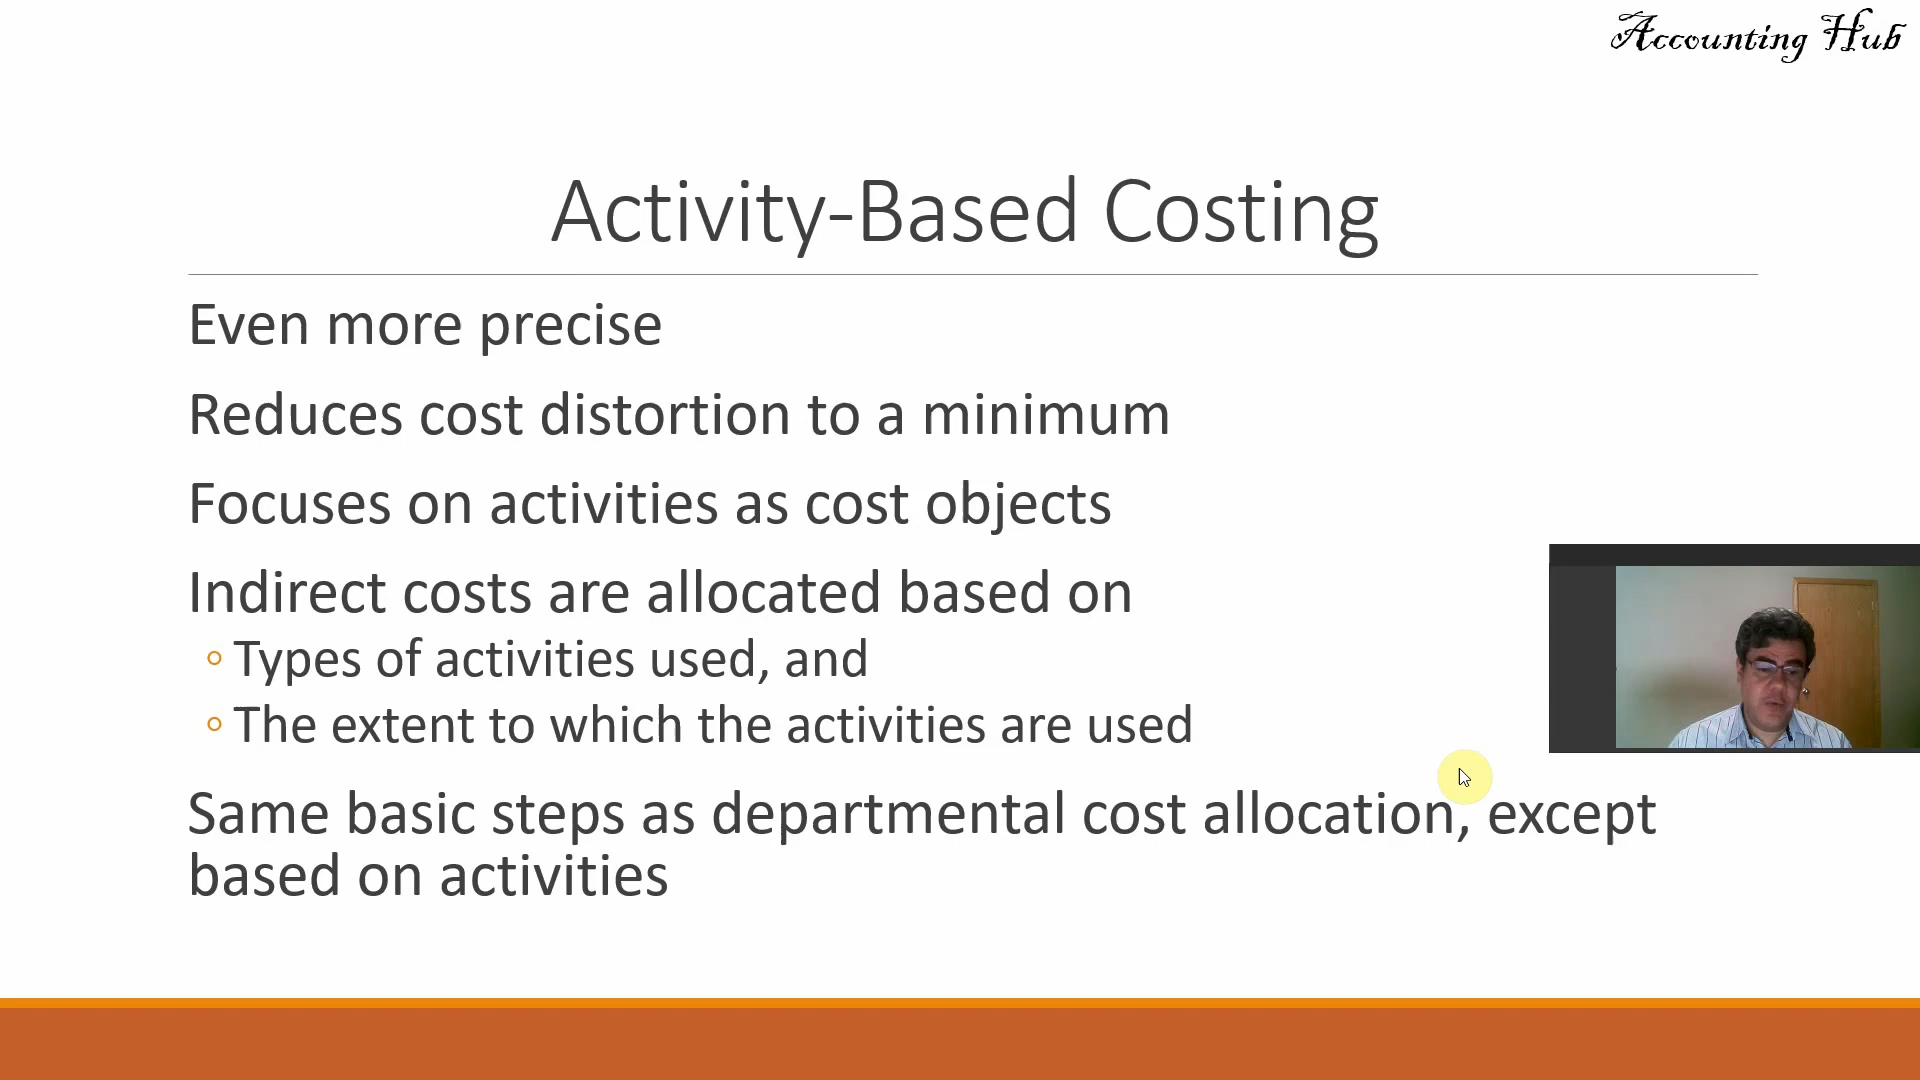 Accounting Hub
Activity-Based Costing
Even more precise
Reduces cost distortion to a minimum
Focuses on activities as cost objects
Indirect costs are allocated based on
Types of activities used, and
The extent to which the activities are used
Same basic steps as departmental cost allocation, except
based on activities